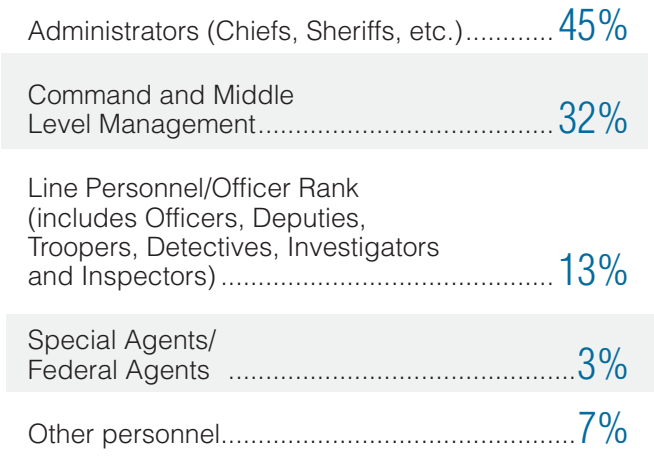 Administrators (Chiefs, Sheriffs, etc.)............ 45%
Command and Middle
Level Management........................................ 32%
Line Personnel/Officer Rank
(includes Officers, Deputies,
Troopers, Detectives, Investigators
and Inspectors) ............................................. 13%
Special Agents/
Federal Agents ...............................................3%
Other personnel................................................7%